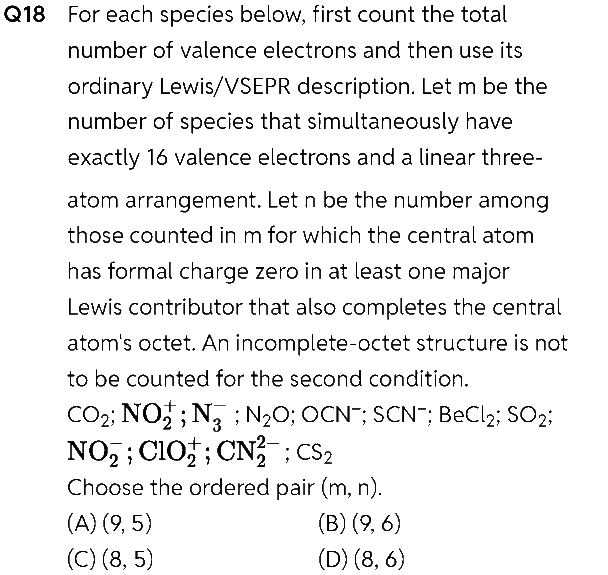 Q18 For each species below, first count the total
number of valence electrons and then use its
ordinary Lewis/VSEPR description. Let m be the
number of species that simultaneously have
exactly 16 valence electrons and a linear three-
atom arrangement. Let n be the number among
those counted in m for which the central atom
has formal charge zero in at least one major
Lewis contributor that also completes the central
atom's octet. An incomplete-octet structure is not
to be counted for the second condition.
CO₂; NO₂⁺; N₃⁻ ; N₂O; OCN⁻; SCN⁻; BeCl₂; SO₂;
NO₂⁻; ClO₂⁺; CN₂²⁻ ; CS₂
Choose the ordered pair (m, n).
(A) (9, 5) (B) (9, 6)
(C) (8, 5) (D) (8, 6)